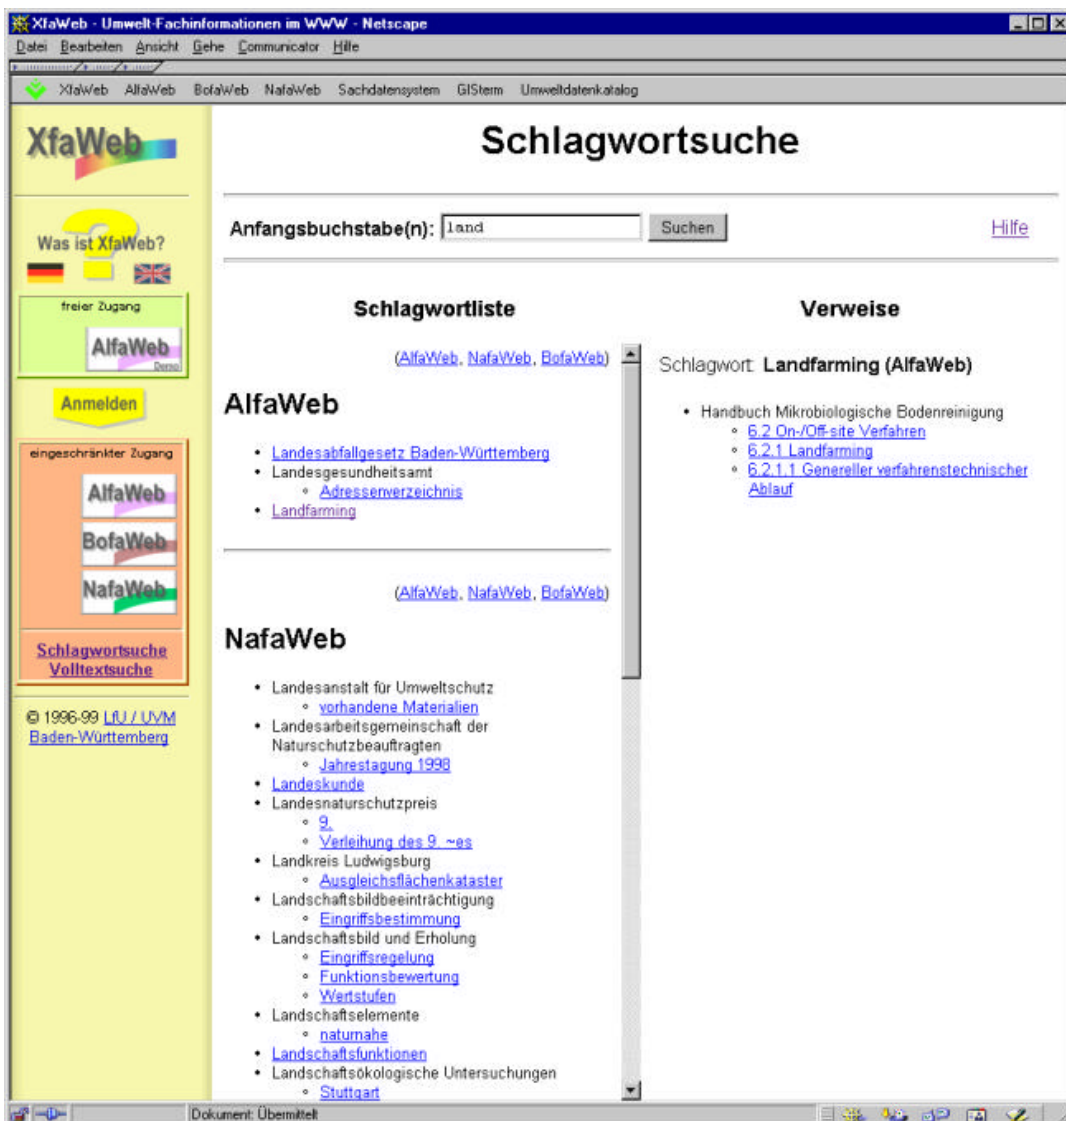 XfaWeb - Umwelt-Fachinformationen im WWW - Netscape
Datei Bearbeiten Ansicht Gehe Communicator Hilfe
XfaWeb AlfaWeb BofaWeb NafaWeb Sachdatensystem GISterm Umweltdatenkatalog
XfaWeb
Was ist XfaWeb?
freier Zugang
AlfaWeb
Demo
Anmelden
eingeschränkter Zugang
AlfaWeb
BofaWeb
NafaWeb
Schlagwortsuche
Volltextsuche
© 1996-99 LfU / UVM
Baden-Württemberg
Schlagwortsuche
Anfangsbuchstabe(n): land Suchen Hilfe
Schlagwortliste
(AlfaWeb, NafaWeb, BofaWeb)
AlfaWeb
• Landesabfallgesetz Baden-Württemberg
• Landesgesundheitsamt
∘ Adressenverzeichnis
• Landfarming
(AlfaWeb, NafaWeb, BofaWeb)
NafaWeb
• Landesanstalt für Umweltschutz
∘ vorhandene Materialien
• Landesarbeitsgemeinschaft der
Naturschutzbeauftragten
∘ Jahrestagung 1998
• Landeskunde
• Landesnaturschutzpreis
∘ 9.
∘ Verleihung des 9. ~es
• Landkreis Ludwigsburg
∘ Ausgleichsflächenkataster
• Landschaftsbildbeeinträchtigung
∘ Eingriffsbestimmung
• Landschaftsbild und Erholung
∘ Eingriffsregelung
∘ Funktionsbewertung
∘ Wertstufen
• Landschaftselemente
∘ naturnahe
• Landschaftsfunktionen
• Landschaftsökologische Untersuchungen
∘ Stuttgart
Verweise
Schlagwort: Landfarming (AlfaWeb)
• Handbuch Mikrobiologische Bodenreinigung
∘ 6.2 On-/Off-site Verfahren
∘ 6.2.1 Landfarming
∘ 6.2.1.1 Genereller verfahrenstechnischer
Ablauf
Dokument: Übermittelt